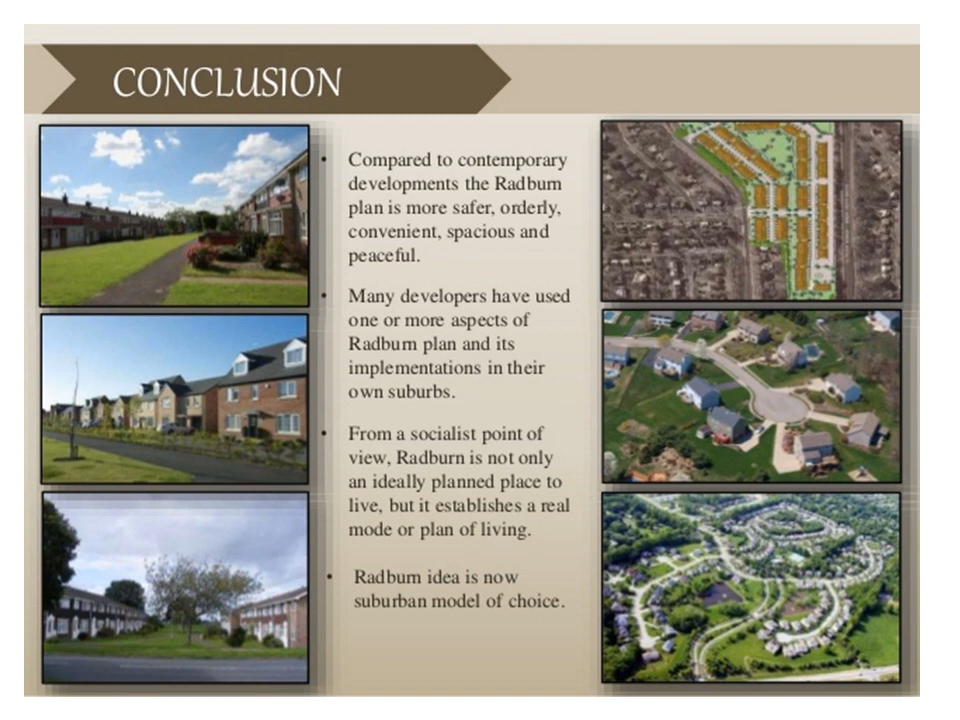 CONCLUSION
• Compared to contemporary
developments the Radburn
plan is more safer, orderly,
convenient, spacious and
peaceful.
• Many developers have used
one or more aspects of
Radburn plan and its
implementations in their
own suburbs.
• From a socialist point of
view, Radburn is not only
an ideally planned place to
live, but it establishes a real
mode or plan of living.
• Radburn idea is now
suburban model of choice.